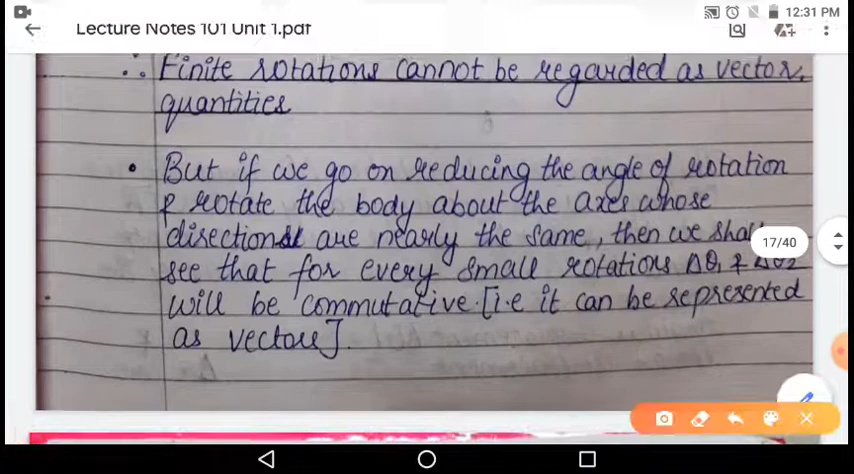 12:31 PM
Lecture Notes 101 Unit 1.pdf
∴ Finite rotations cannot be regarded as vector
quantities
• But if we go on reducing the angle of rotation
& rotate the body about the axes whose
directions are nearly the same, then we shall
17/40
see that for every small rotations Δθ1 & Δθ2
will be commutative [i.e it can be represented
as vectors].